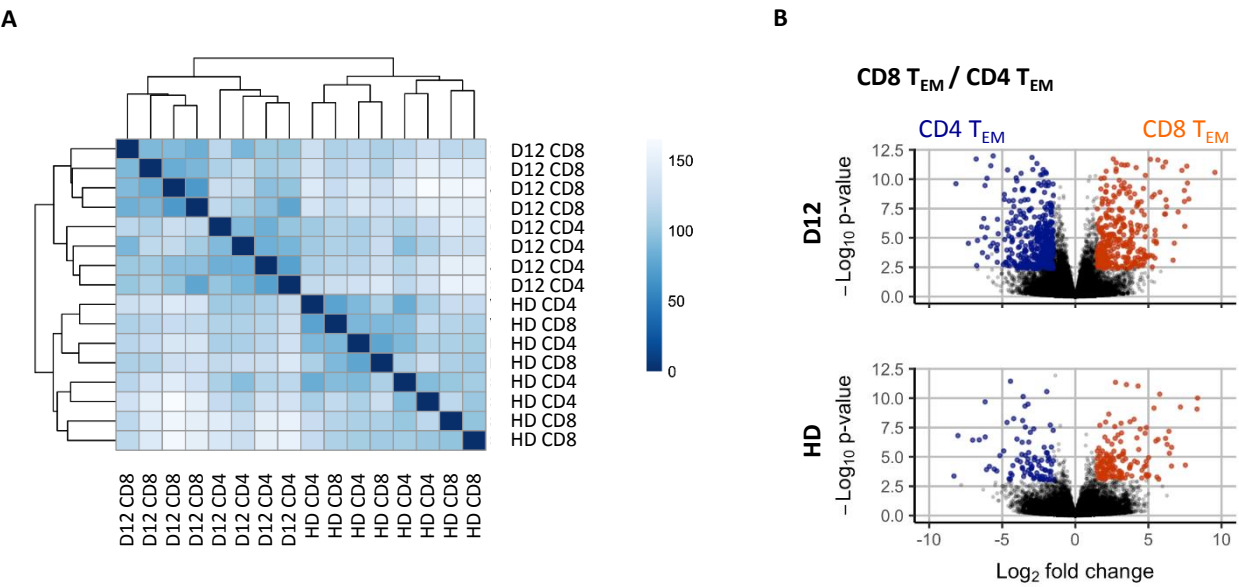 A
B
CD8 TEM / CD4 TEM
CD4 TEM
CD8 TEM
D12 CD8
D12 CD8
D12 CD8
D12 CD8
D12 CD4
D12 CD4
D12 CD4
D12 CD4
HD CD4
HD CD8
HD CD4
HD CD8
HD CD4
HD CD4
HD CD8
HD CD8
150
100
50
0
D12 CD8
D12 CD8
D12 CD8
D12 CD8
D12 CD4
D12 CD4
D12 CD4
D12 CD4
HD CD4
HD CD8
HD CD4
HD CD8
HD CD4
HD CD4
HD CD8
HD CD8
D12
− Log10 p-value
12.5
10.0
7.5
5.0
2.5
0.0
HD
− Log10 p-value
12.5
10.0
7.5
5.0
2.5
0.0
-10 -5 0 5 10
Log2 fold change